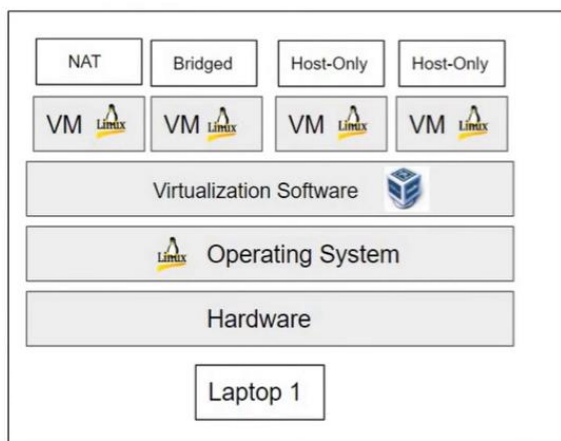 NAT Bridged Host-Only Host-Only
VM Linux VM Linux VM Linux VM Linux
Virtualization Software
Linux Operating System
Hardware
Laptop 1